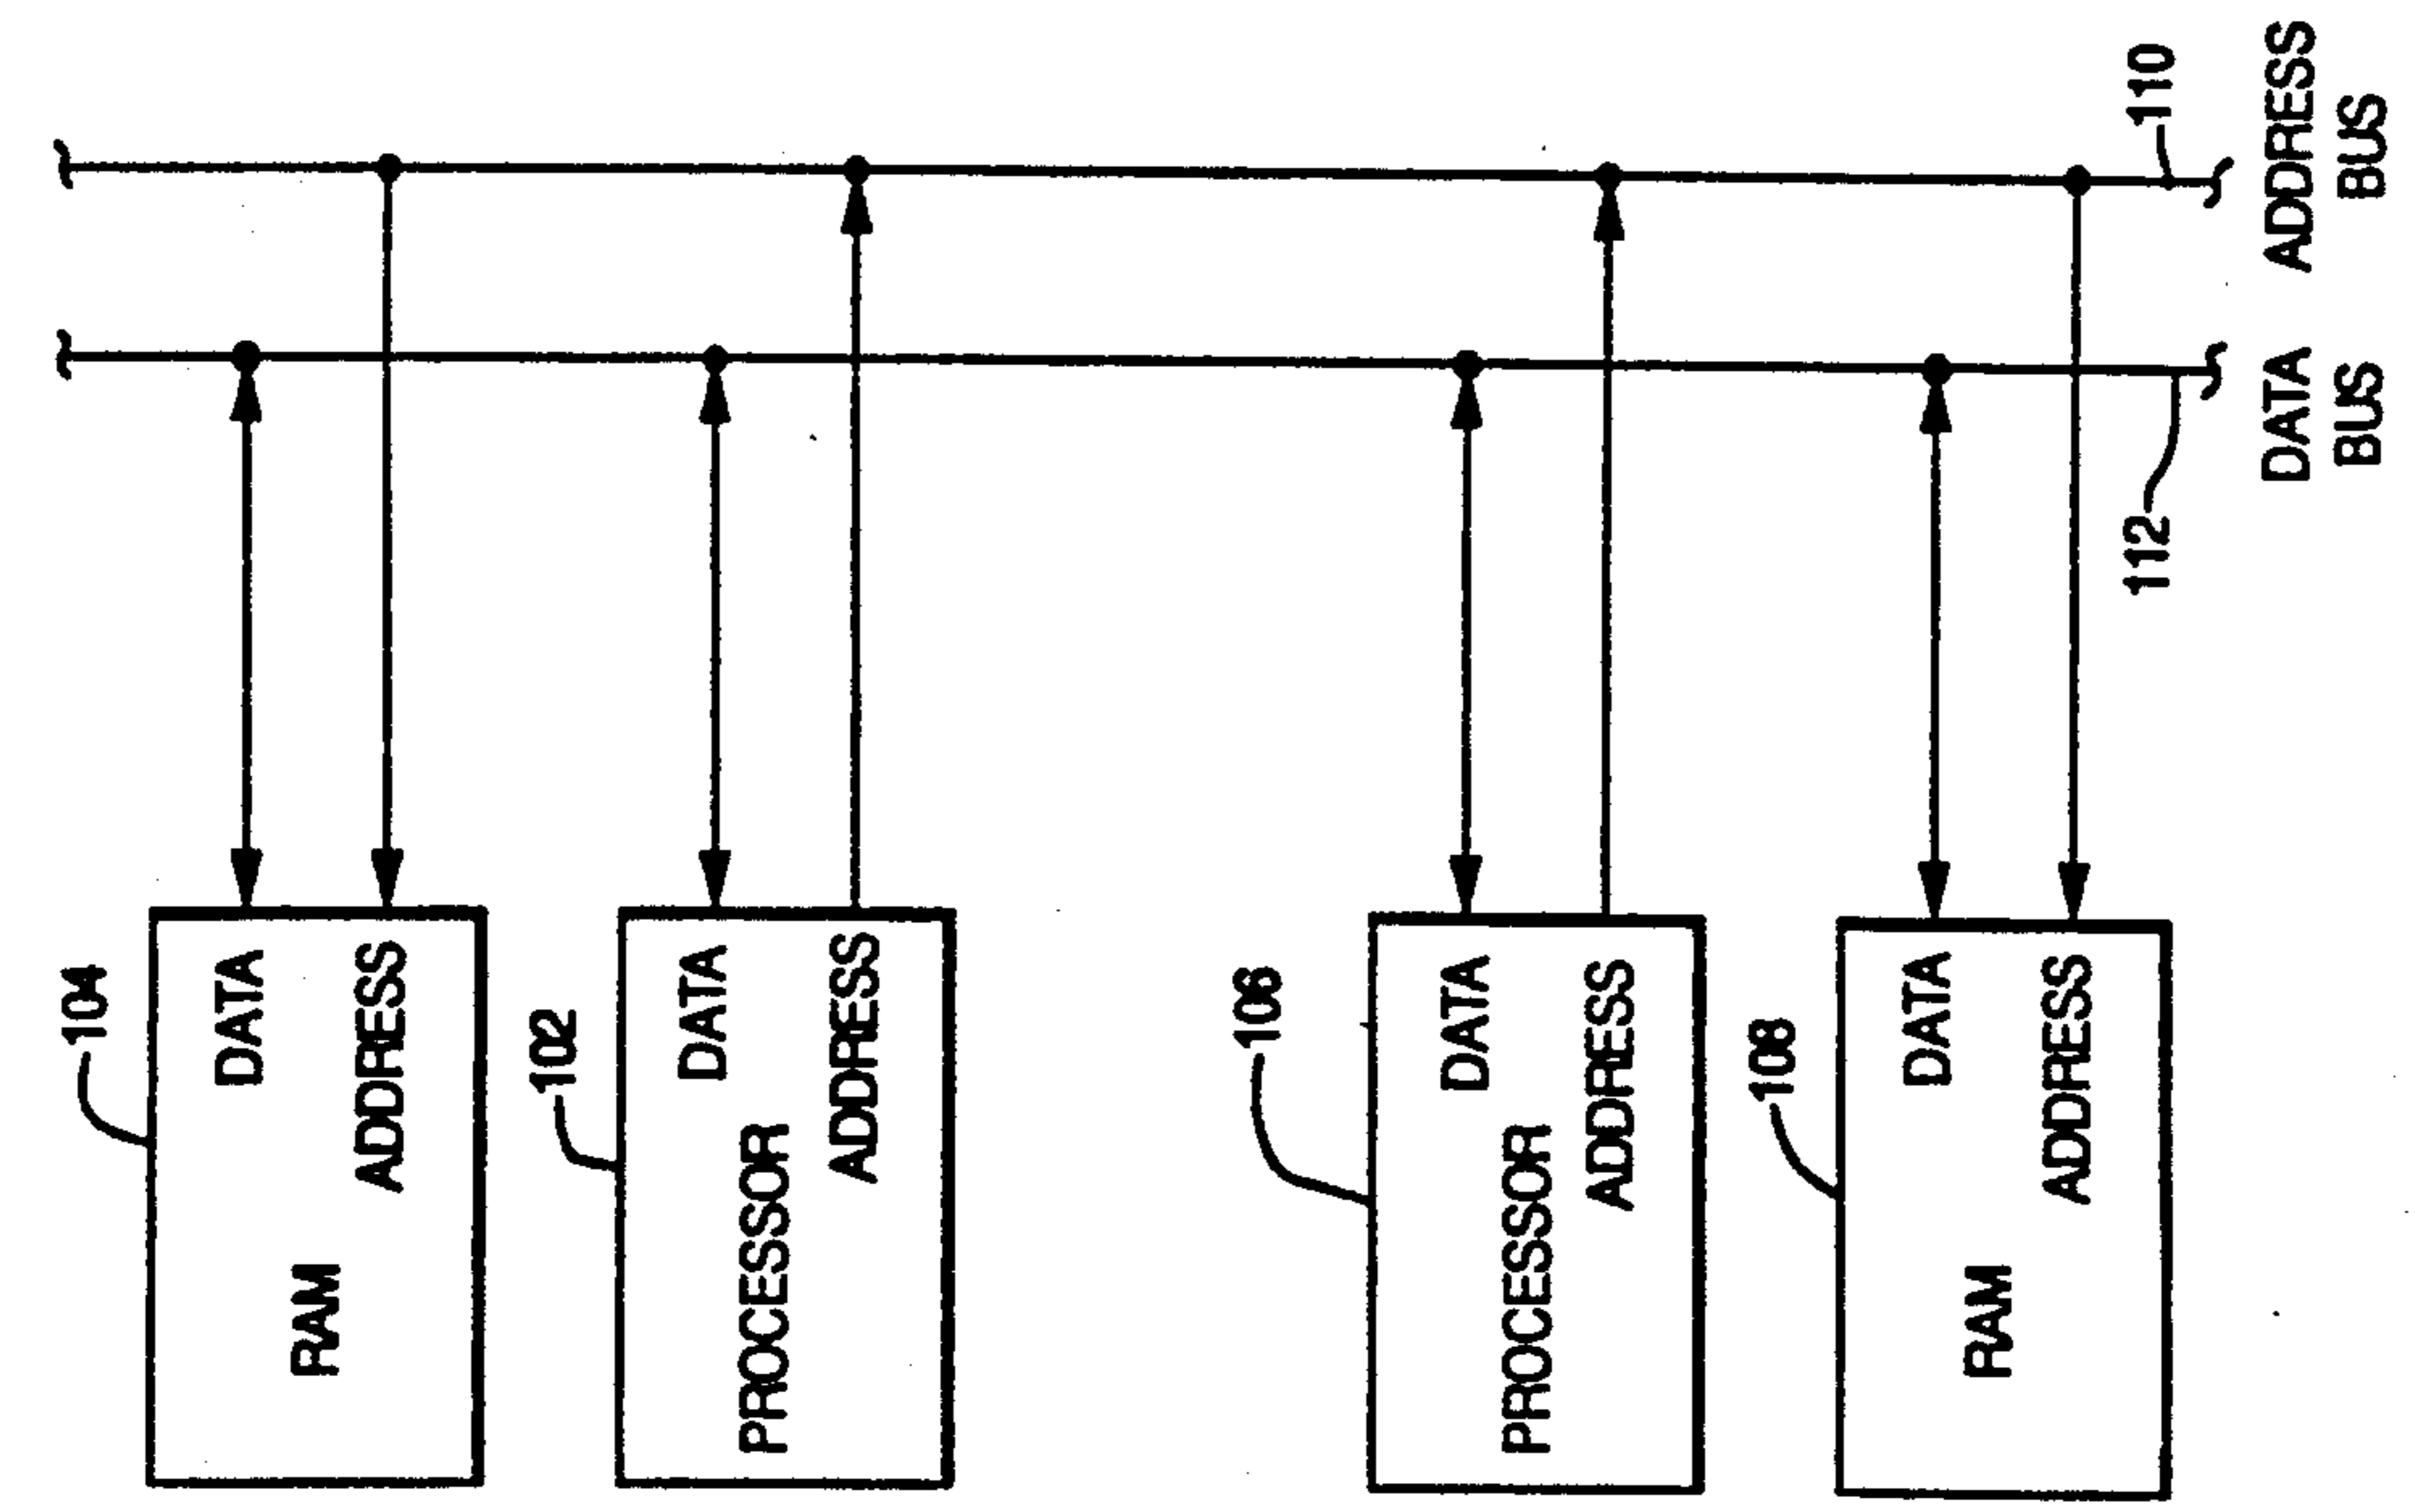 104
DATA
ADDRESS
RAM
102
DATA
ADDRESS
PROCESSOR
106
DATA
ADDRESS
PROCESSOR
108
DATA
ADDRESS
RAM
110
ADDRESS
BUS
112
DATA
BUS